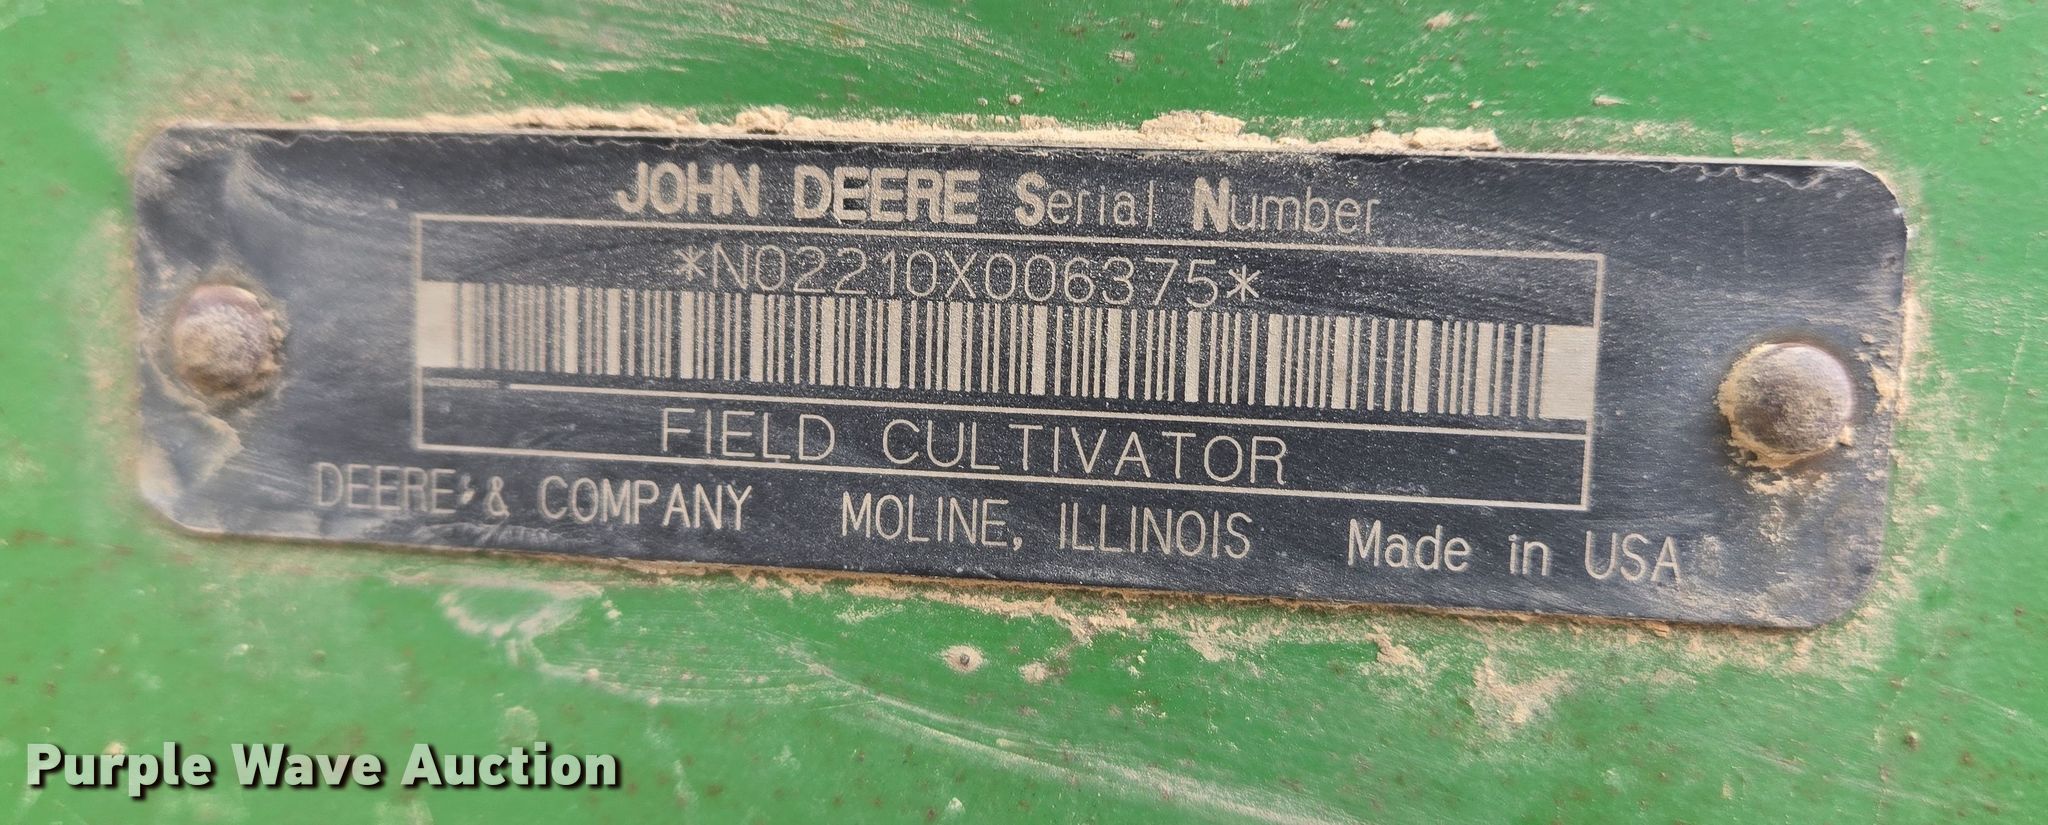 JOHN DEERE Serial Number
*N02210X006375*
FIELD CULTIVATOR
DEERE & COMPANY MOLINE, ILLINOIS Made in USA
Purple Wave Auction